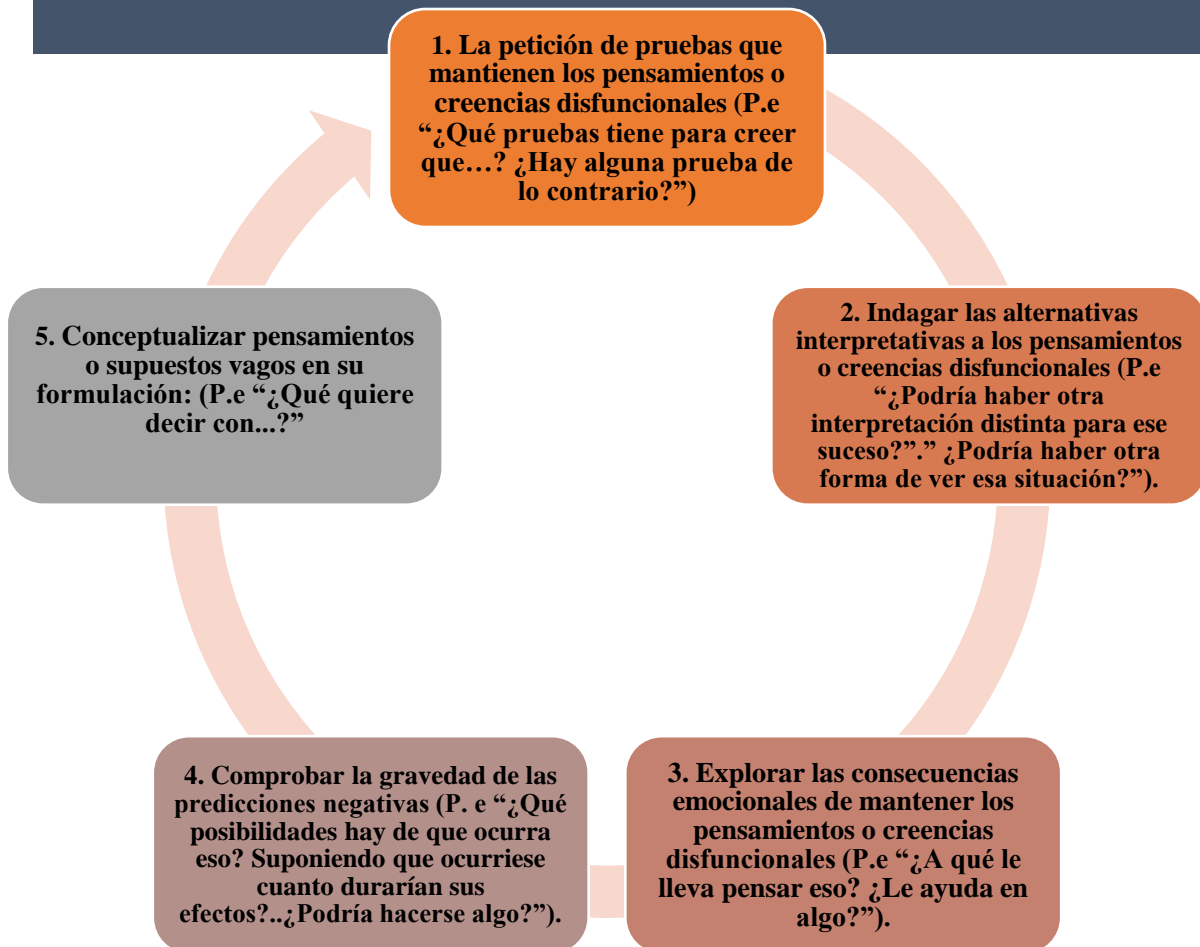 1. La petición de pruebas que
mantienen los pensamientos o
creencias disfuncionales (P.e
“¿Qué pruebas tiene para creer
que…? ¿Hay alguna prueba de
lo contrario?”)
2. Indagar las alternativas
interpretativas a los pensamientos
o creencias disfuncionales (P.e
“¿Podría haber otra
interpretación distinta para ese
suceso?”.” ¿Podría haber otra
forma de ver esa situación?”).
3. Explorar las consecuencias
emocionales de mantener los
pensamientos o creencias
disfuncionales (P.e “¿A qué le
lleva pensar eso? ¿Le ayuda en
algo?”).
4. Comprobar la gravedad de las
predicciones negativas (P. e “¿Qué
posibilidades hay de que ocurra
eso? Suponiendo que ocurriese
cuanto durarían sus
efectos?..¿Podría hacerse algo?”).
5. Conceptualizar pensamientos
o supuestos vagos en su
formulación: (P.e “¿Qué quiere
decir con...?”